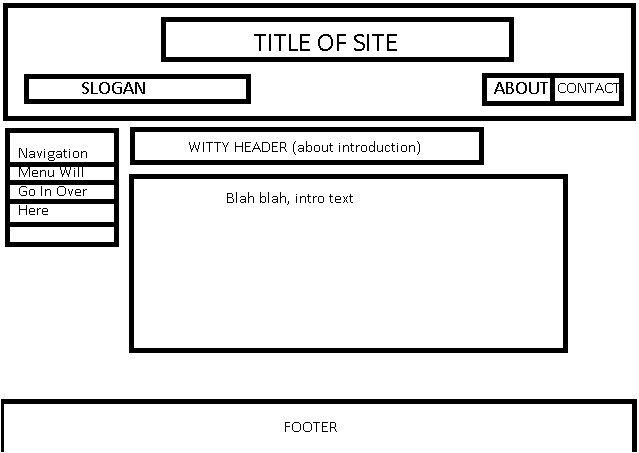 TITLE OF SITE
SLOGAN
ABOUT CONTACT
Navigation
Menu Will
Go In Over
Here
WITTY HEADER (about introduction)
Blah blah, intro text
FOOTER